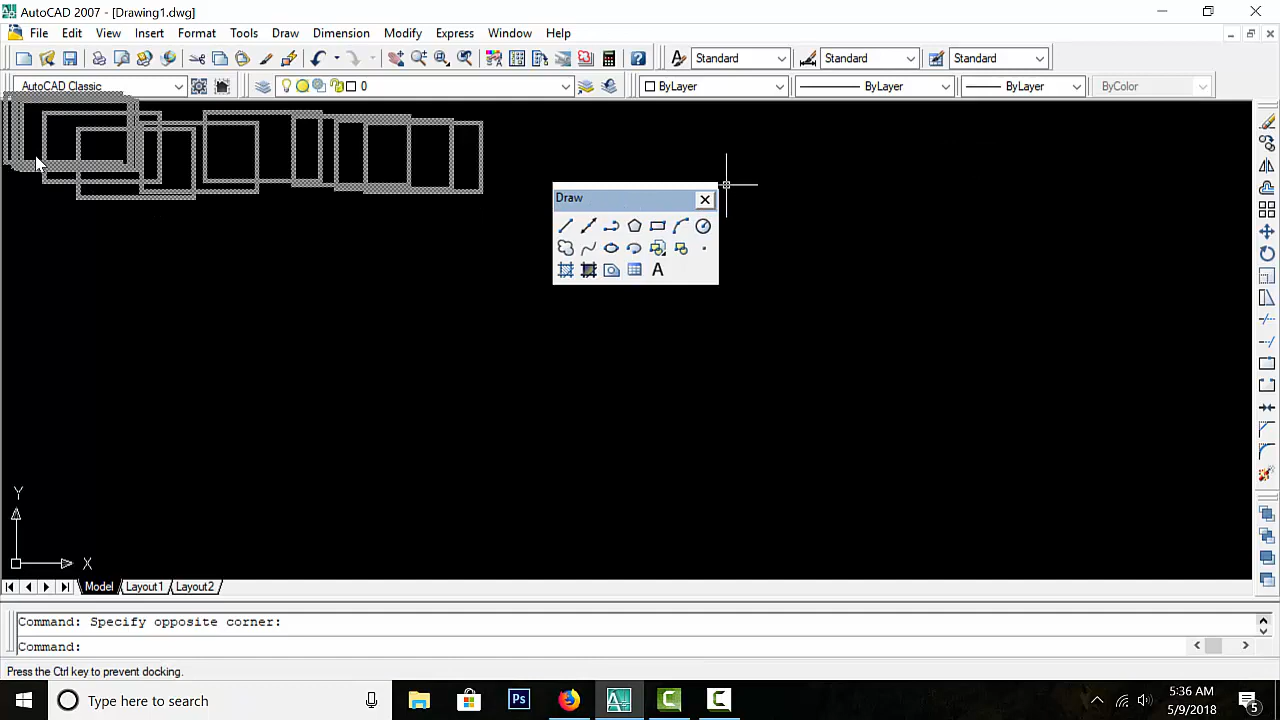 AutoCAD 2007 - [Drawing1.dwg]
File Edit View Insert Format Tools Draw Dimension Modify Express Window Help
Standard Standard Standard
AutoCAD Classic 0 ByLayer ByLayer ByLayer ByColor
Draw
A
Y
X
Model Layout1 Layout2
Command: Specify opposite corner:
Command:
Press the Ctrl key to prevent docking.
Type here to search Ps 5:36 AM
5/9/2018 5